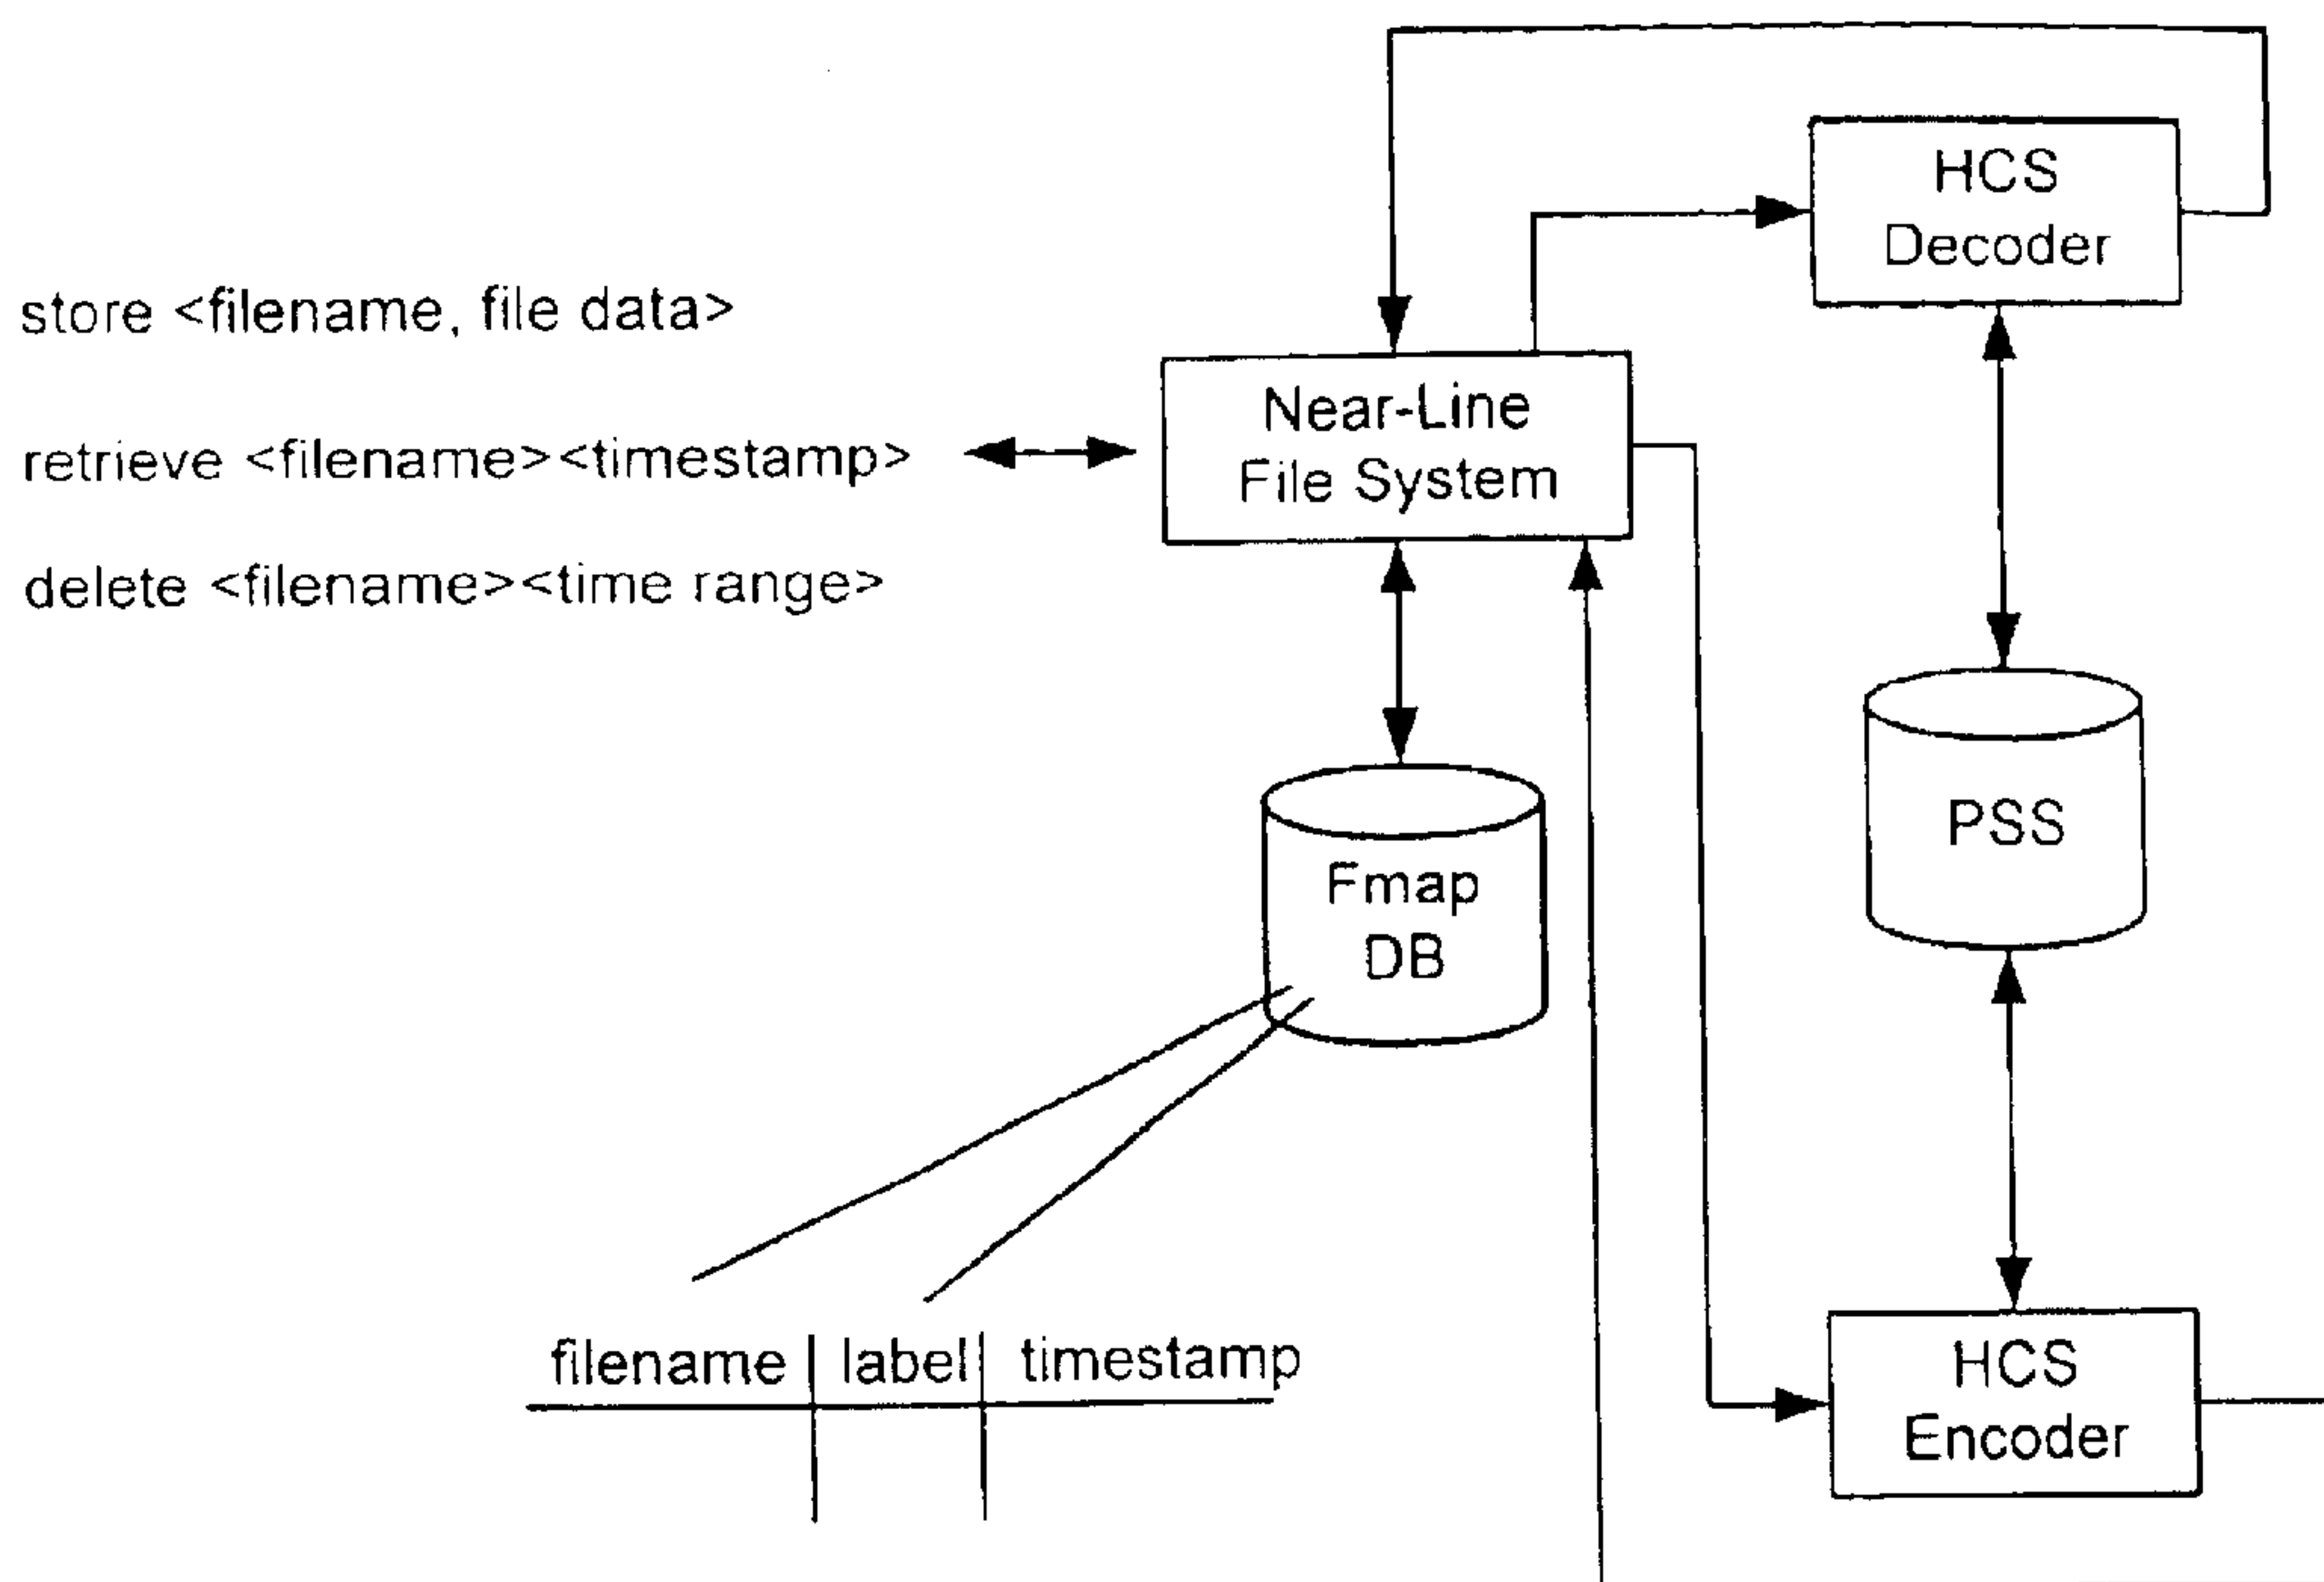 HCS
Decoder
store <filename, file data>
Near-Line
File System
retrieve <filename><timestamp>
delete <filename><time range>
PSS
Fmap
DB
filename | label | timestamp
HCS
Encoder